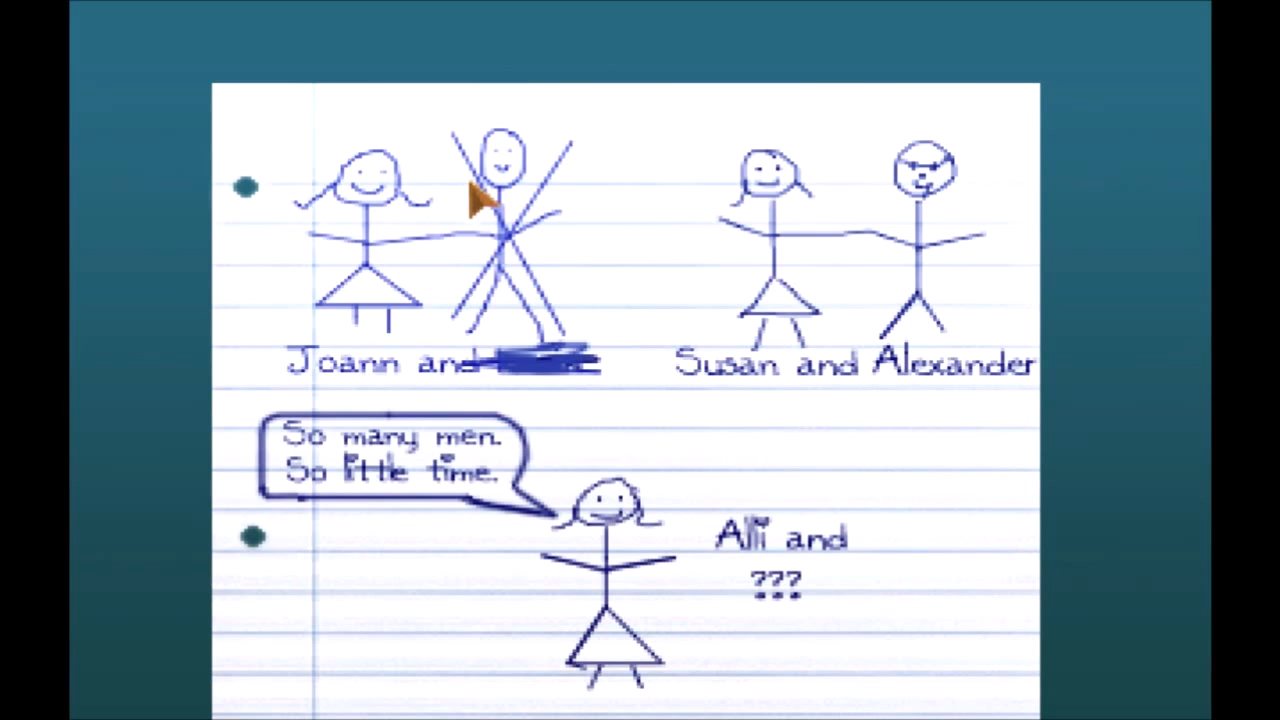 Joann and
Susan and Alexander
So many men.
So little time.
Alli and
???